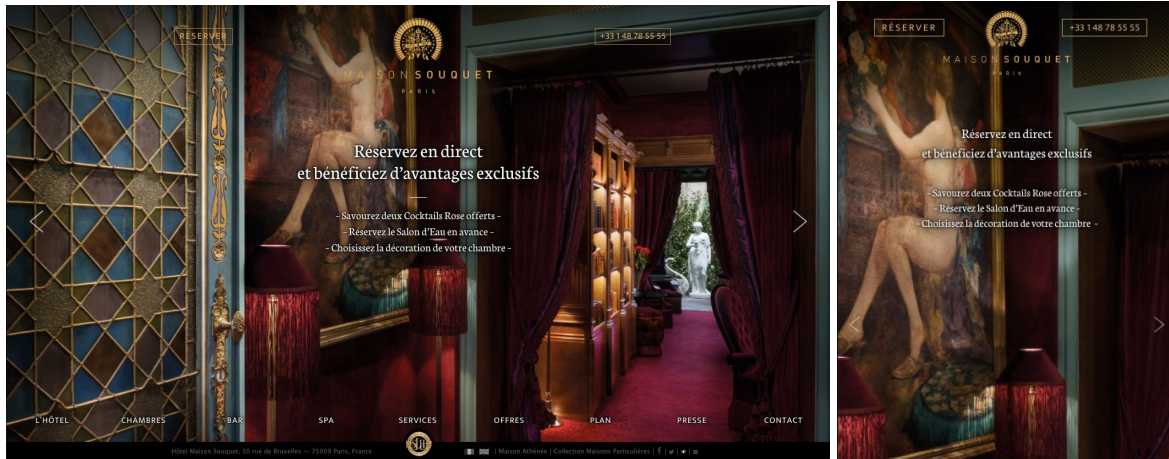 RÉSERVER
+33 1 48 78 55 55
MAISON SOUQUET
PARIS
Réservez en direct
et bénéficiez d'avantages exclusifs
– Savourez deux Cocktails Rose offerts –
– Réservez le Salon d'Eau en avance –
– Choisissez la décoration de votre chambre –
L'HÔTEL CHAMBRES BAR SPA SERVICES OFFRES PLAN PRESSE CONTACT
Hôtel Maison Souquet, 10 rue de Bruxelles — 75009 Paris, France
| Maison Athénée | Collection Maisons Particulières | f |
RÉSERVER
+33 1 48 78 55 55
MAISON SOUQUET
PARIS
Réservez en direct
et bénéficiez d'avantages exclusifs
– Savourez deux Cocktails Rose offerts –
– Réservez le Salon d'Eau en avance –
– Choisissez la décoration de votre chambre –